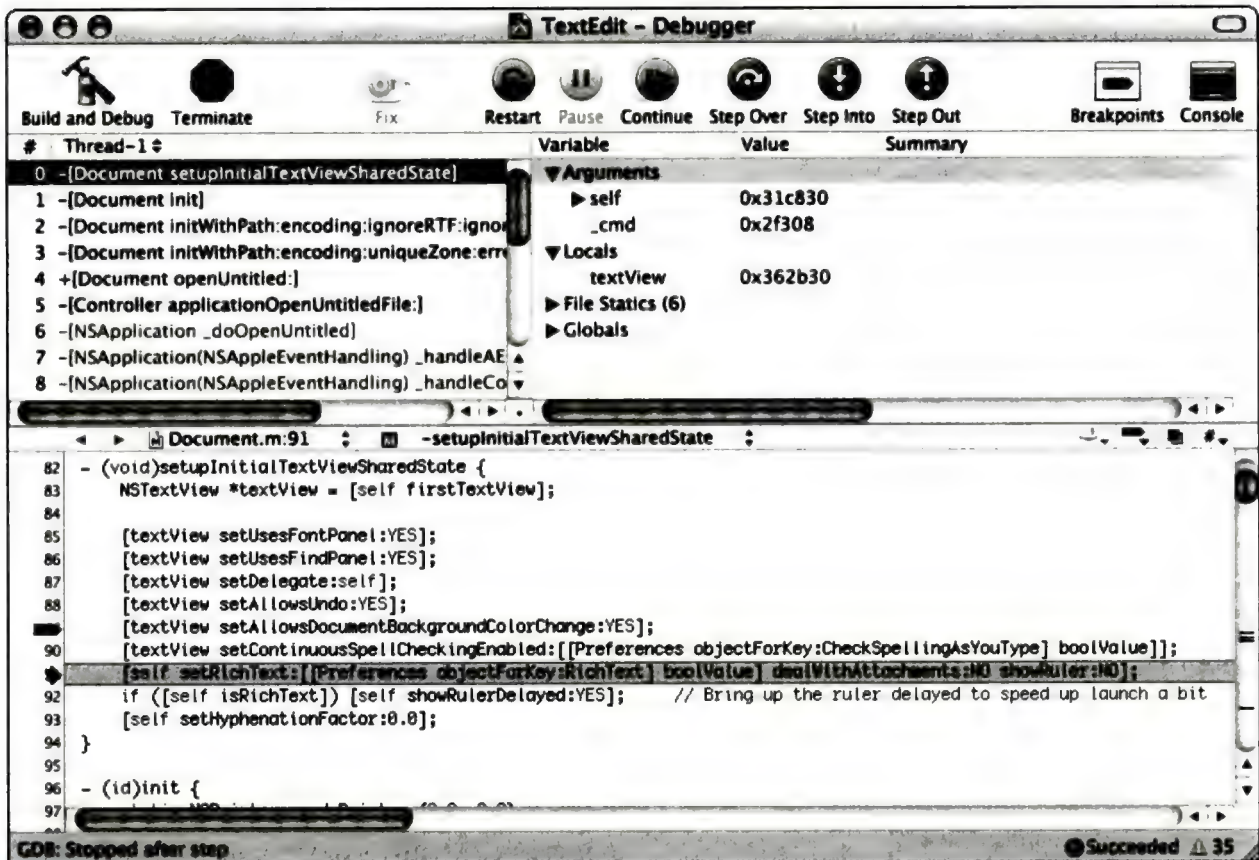 TextEdit – Debugger
Build and Debug Terminate Fix Restart Pause Continue Step Over Step Into Step Out Breakpoints Console
# Thread-1 Variable Value Summary
0 -[Document setupInitialTextViewSharedState]
1 -[Document init]
2 -[Document initWithPath:encoding:ignoreRTF:ignor
3 -[Document initWithPath:encoding:uniqueZone:erro
4 +[Document openUntitled:]
5 -[Controller applicationOpenUntitledFile:]
6 -[NSApplication _doOpenUntitled]
7 -[NSApplication(NSAppleEventHandling) _handleAE
8 -[NSApplication(NSAppleEventHandling) _handleCo
Arguments
self 0x31c830
_cmd 0x2f308
Locals
textView 0x362b30
File Statics (6)
Globals
Document.m:91 M -setupInitialTextViewSharedState #
82 - (void)setupInitialTextViewSharedState {
83 NSTextView *textView = [self firstTextView];
84
85 [textView setUsesFontPanel:YES];
86 [textView setUsesFindPanel:YES];
87 [textView setDelegate:self];
88 [textView setAllowsUndo:YES];
[textView setAllowsDocumentBackgroundColorChange:YES];
90 [textView setContinuousSpellCheckingEnabled:[[Preferences objectForKey:CheckSpellingAsYouType] boolValue]];
[self setRichText:[[Preferences objectForKey:RichText] boolValue] dealWithAttachments:NO showRuler:NO];
92 if ([self isRichText]) [self showRulerDelayed:YES]; // Bring up the ruler delayed to speed up launch a bit
93 [self setHyphenationFactor:0.0];
94 }
95
96 - (id)init {
97
GDB: Stopped after step Succeeded 35